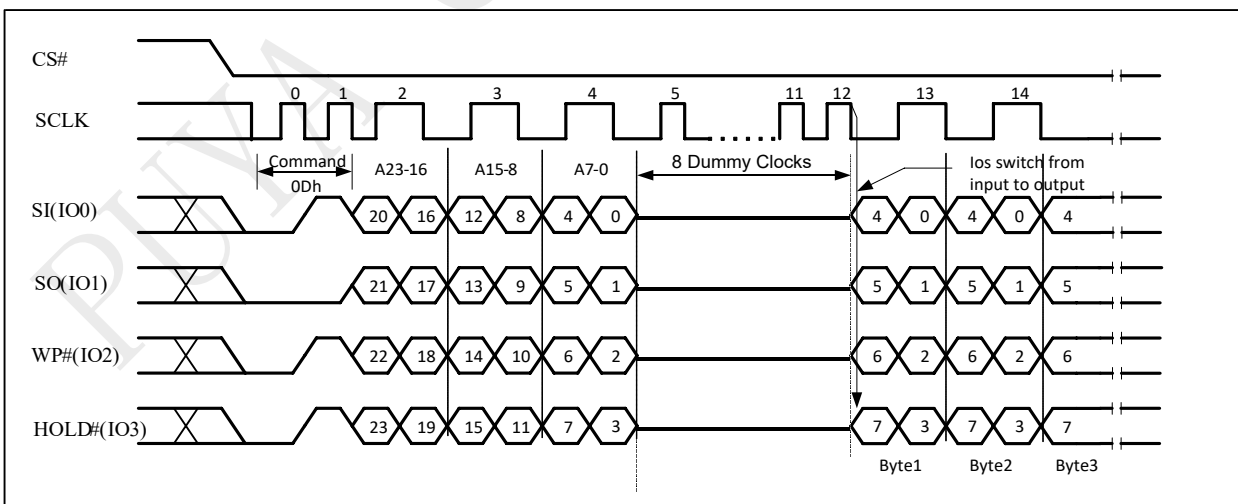 PUYA
CS#
0 1 2 3 4 5 11 12 13 14
SCLK
Command
0Dh
A23-16 A15-8 A7-0
8 Dummy Clocks
Ios switch from
input to output
SI(IO0) 20 16 12 8 4 0 4 0 4 0 4
SO(IO1) 21 17 13 9 5 1 5 1 5 1 5
WP#(IO2) 22 18 14 10 6 2 6 2 6 2 6
HOLD#(IO3) 23 19 15 11 7 3 7 3 7 3 7
Byte1 Byte2 Byte3